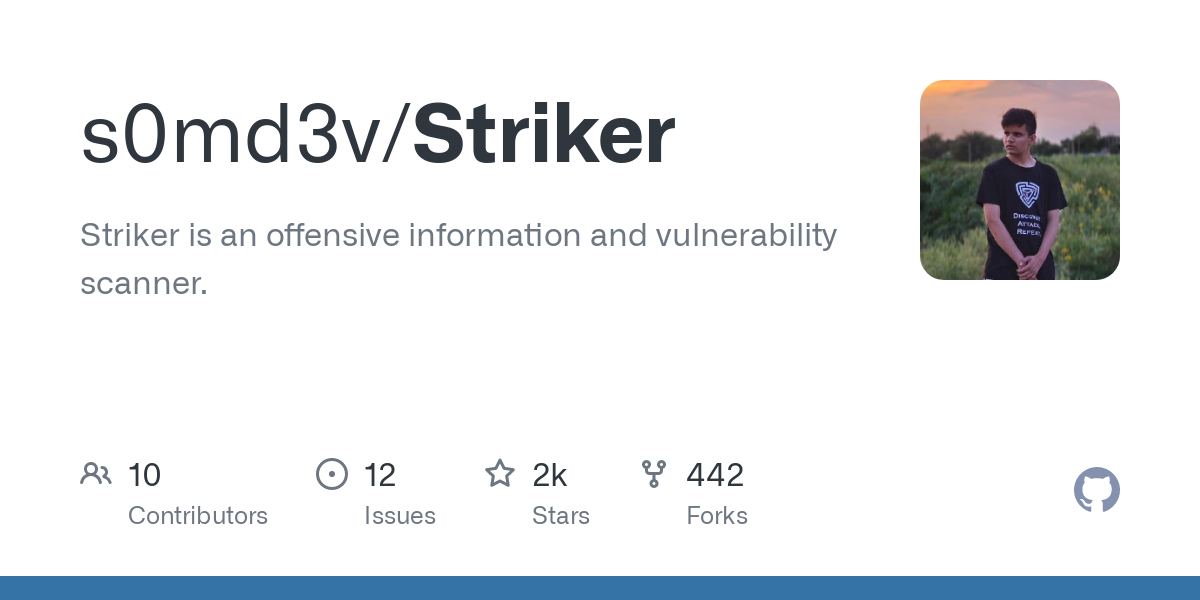 s0md3v/Striker
Striker is an offensive information and vulnerability
scanner.
DISCOVER
ATTACK
REPEAT
10
Contributors
12
Issues
2k
Stars
442
Forks